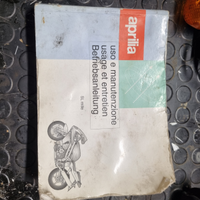 aprilia
uso e manutenzione
usage et entretien
Betriebsanleitung